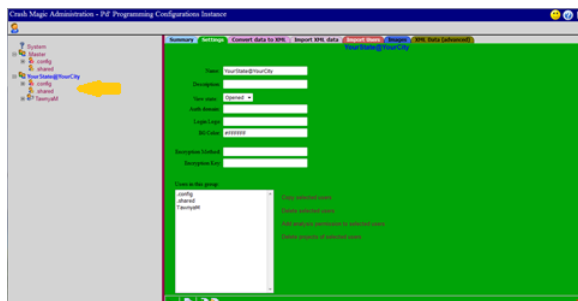 Crash Magic Administration - Pd' Programming Configurations Instance
System
Master
.config
.shared
YourState@YourCity
.config
.shared
TawnyaM
Summary
Settings
Convert data to XML
Import XML data
Import Users
Images
XML Data (advanced)
YourState@YourCity
Name: YourState@YourCity
Description:
New users: Opened
Auth domain:
Login Logo:
BG Color: #######
Encryption Method:
Encryption Key:
Users in this group:
.config
.shared
TawnyaM
Copy selected users
Delete selected users
Add analysis permission to selected users
Delete projects of selected users